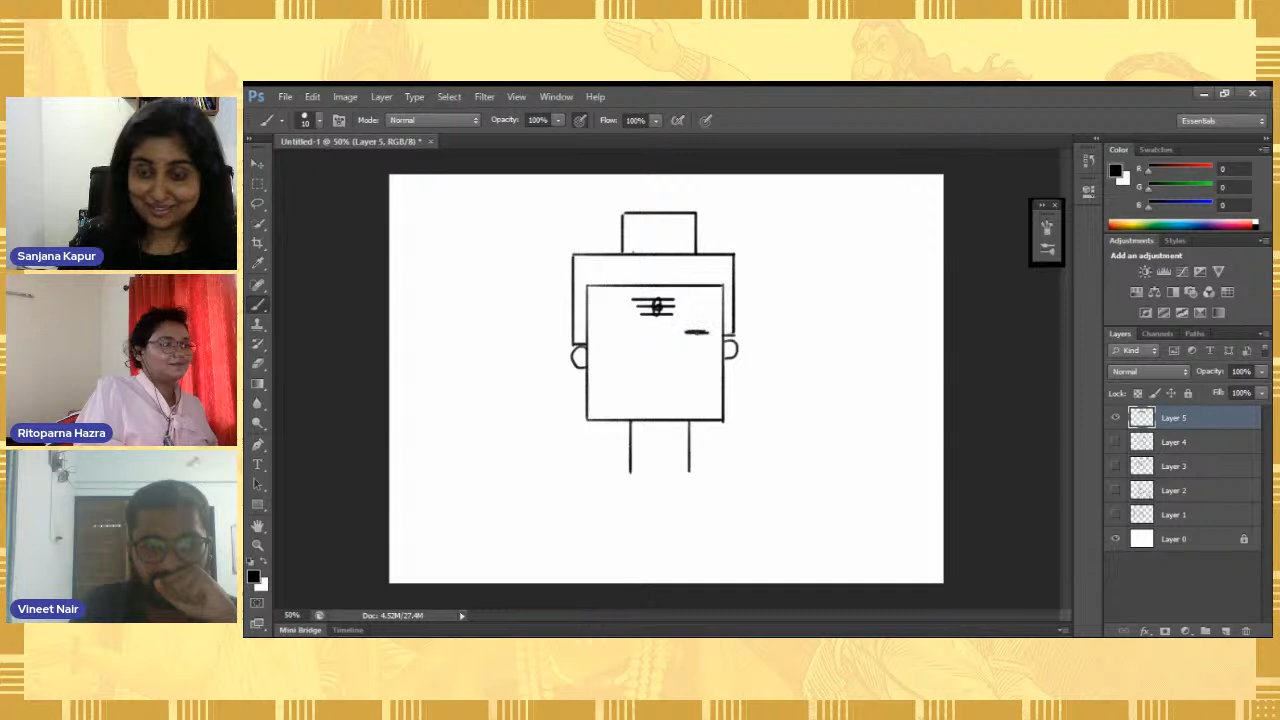 Ps File Edit Image Layer Type Select Filter View Window Help
10 Mode: Normal Opacity: 100% Flow: 100% Essentials
Untitled-1 @ 50% (Layer 5, RGB/8) *
Color Swatches
R 0
G 0
B 0
Adjustments Styles
Add an adjustment
Layers Channels Paths
Kind
Normal Opacity: 100%
Lock: Fill: 100%
Layer 5
Layer 4
Layer 3
Layer 2
Layer 1
Layer 0
50% Doc: 4.52M/27.4M
Mini Bridge Timeline
Sanjana Kapur
Ritoparna Hazra
Vineet Nair